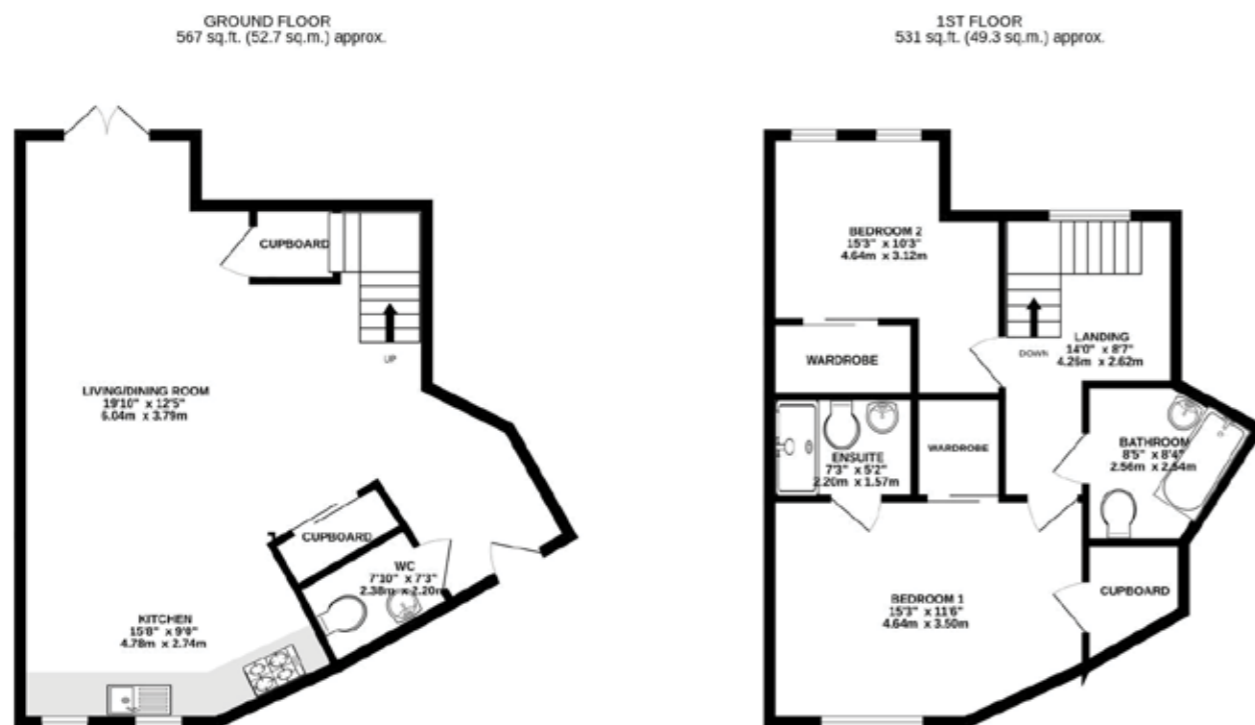 GROUND FLOOR
567 sq.ft. (52.7 sq.m.) approx.
CUPBOARD
UP
LIVING/DINING ROOM
19'10" x 12'5"
6.04m x 3.79m
CUPBOARD
WC
7'10" x 7'3"
2.38m x 2.20m
KITCHEN
15'8" x 9'0"
4.78m x 2.74m
1ST FLOOR
531 sq.ft. (49.3 sq.m.) approx.
BEDROOM 2
15'3" x 10'3"
4.64m x 3.12m
WARDROBE
DOWN
LANDING
14'0" x 8'7"
4.26m x 2.62m
ENSUITE
7'3" x 5'2"
2.20m x 1.57m
WARDROBE
BATHROOM
8'5" x 8'4"
2.56m x 2.54m
BEDROOM 1
15'3" x 11'6"
4.64m x 3.50m
CUPBOARD